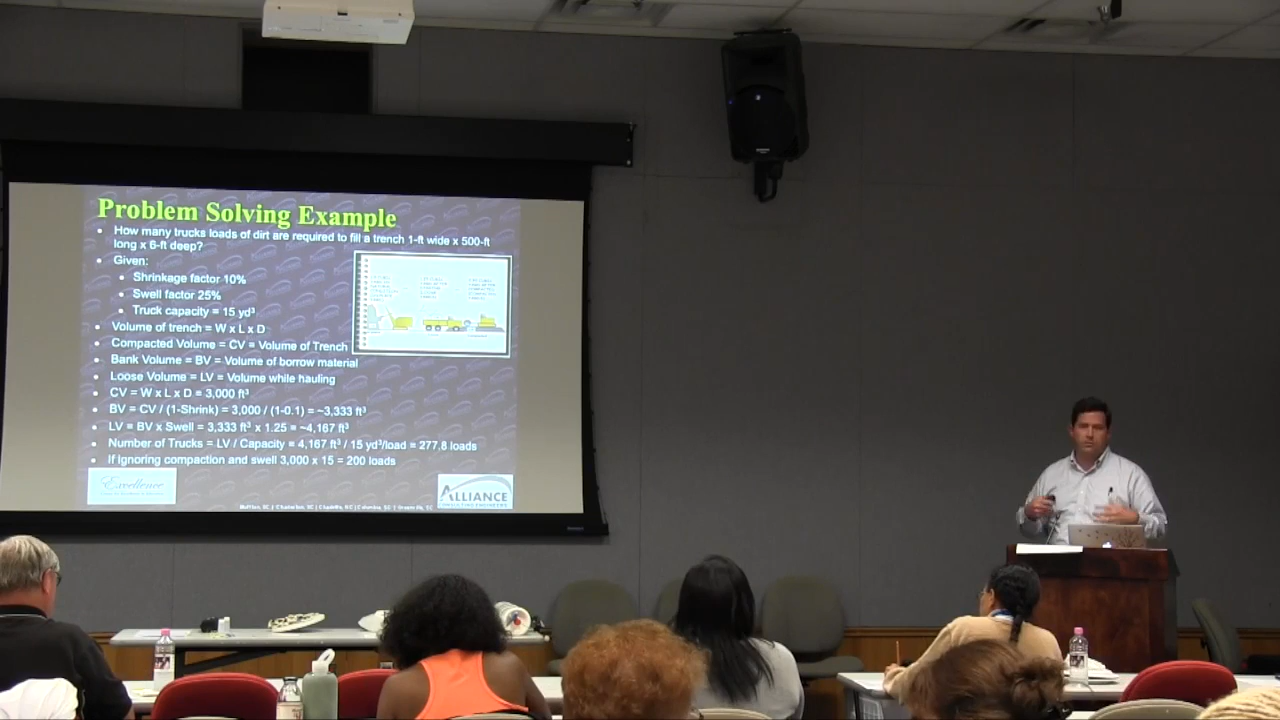 Problem Solving Example
• How many trucks loads of dirt are required to fill a trench 1-ft wide x 500-ft
long x 6-ft deep?
• Given:
• Shrinkage factor 10%
• Swell factor 25%
• Truck capacity = 15 yd³
• Volume of trench = W x L x D
• Compacted Volume = CV = Volume of Trench
• Bank Volume = BV = Volume of borrow material
• Loose Volume = LV = Volume while hauling
• CV = W x L x D = 3,000 ft³
• BV = CV / (1-Shrink) = 3,000 / (1-0.1) = ~3,333 ft³
• LV = BV x Swell = 3,333 ft³ x 1.25 = ~4,167 ft³
• Number of Trucks = LV / Capacity = 4,167 ft³ / 15 yd³/load = 277.8 loads
• If ignoring compaction and swell 3,000 x 15 = 200 loads
Excellence
ALLIANCE
CONSULTING ENGINEERS